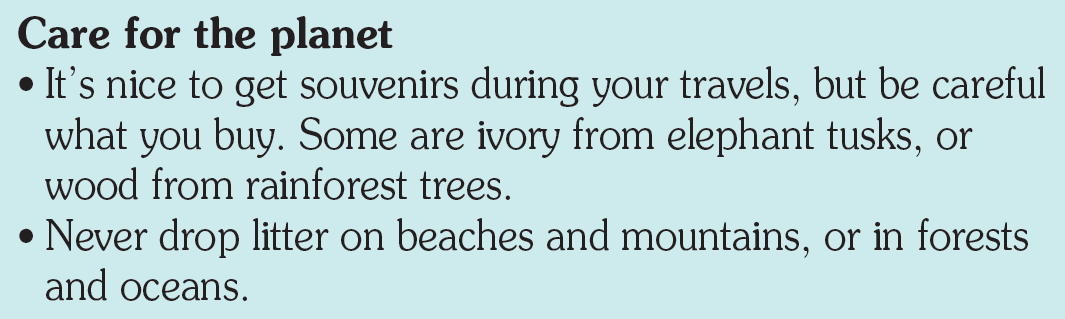 Care for the planet
• It’s nice to get souvenirs during your travels, but be careful
what you buy. Some are ivory from elephant tusks, or
wood from rainforest trees.
• Never drop litter on beaches and mountains, or in forests
and oceans.